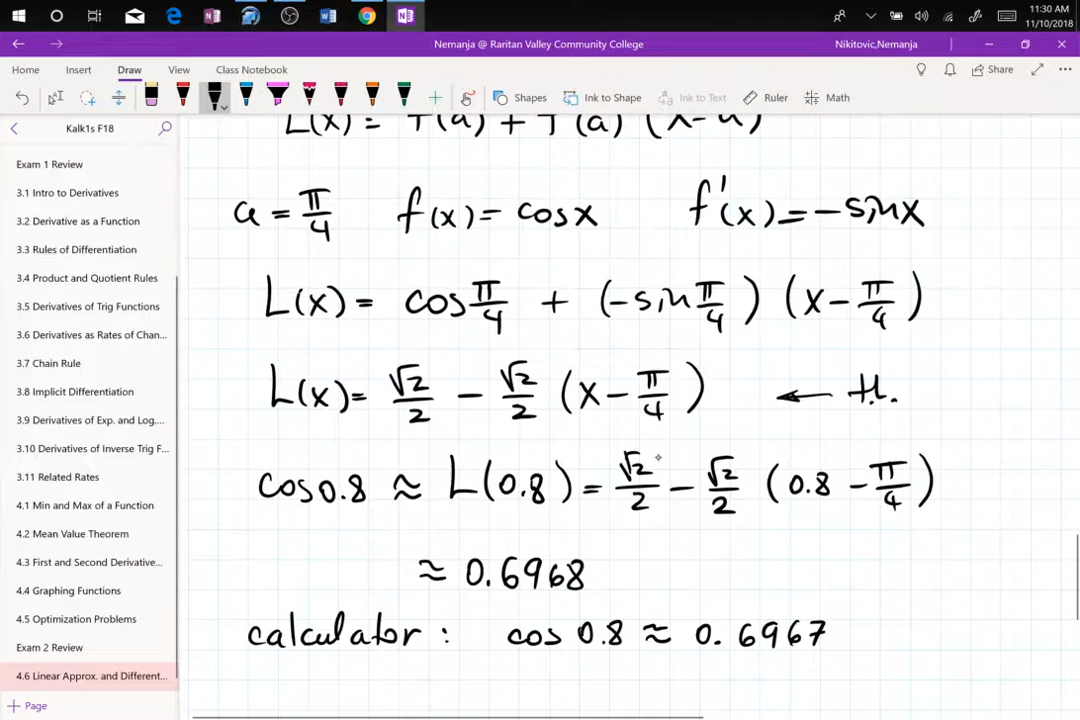 11:30 AM
11/10/2018
Nemanja @ Raritan Valley Community College
Nikitovic,Nemanja
Home Insert Draw View Class Notebook
Share
Shapes Ink to Shape Ink to Text Ruler Math
Kalk1s F18
Exam 1 Review
3.1 Intro to Derivatives
3.2 Derivative as a Function
3.3 Rules of Differentiation
3.4 Product and Quotient Rules
3.5 Derivatives of Trig Functions
3.6 Derivatives as Rates of Chan...
3.7 Chain Rule
3.8 Implicit Differentiation
3.9 Derivatives of Exp. and Log....
3.10 Derivatives of Inverse Trig F...
3.11 Related Rates
4.1 Min and Max of a Function
4.2 Mean Value Theorem
4.3 First and Second Derivative...
4.4 Graphing Functions
4.5 Optimization Problems
Exam 2 Review
4.6 Linear Approx. and Different...
+ Page
L(x) = f(a) + f'(a) (x-a)
a = π/4 f(x) = cosx f'(x) = -sinx
L(x) = cos π/4 + (-sin π/4) (x - π/4)
L(x) = √2/2 - √2/2 (x - π/4) ←
cos 0.8 ≈ L(0.8) = √2/2 - √2/2 (0.8 - π/4)
≈ 0.6968
calculator: cos 0.8 ≈ 0.6967